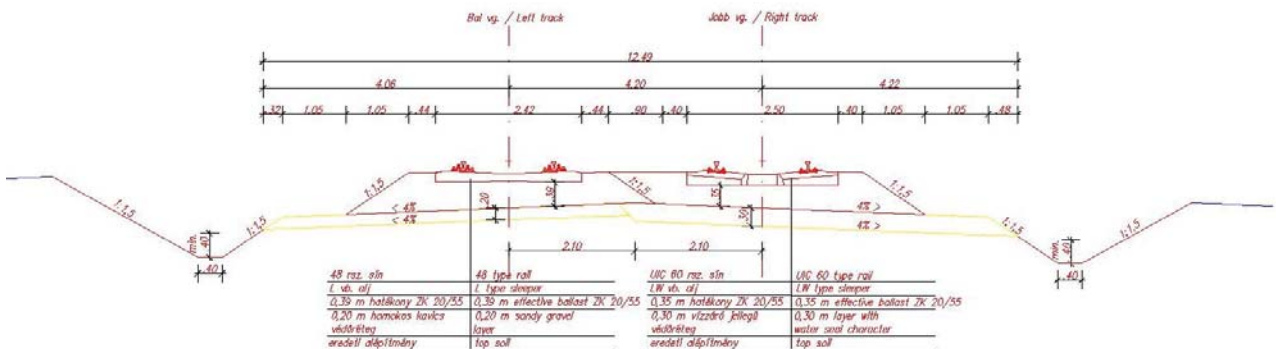 Bal vg. / Left track
Jobb vg. / Right track
12.49
4.06 4.20 4.22
.32 1.05 1.05 .44 2.42 .44 .90 .40 2.50 .40 1.05 1.05 .48
1:1,5 1:1,5 1:1,5 1:1,5 1:1,5 1:1,5 1:1,5
.20 .39 .35 .30
< 4% 4% >
< 4% 4% >
min. .40 min. .40
.40 .40
2.10 2.10
48 rsz. sín 48 type rail UIC 60 rsz. sín UIC 60 type rail
L vb. alj L type sleeper LW vb. alj LW type sleeper
0,39 m hatékony ZK 20/55 0,39 m effective ballast ZK 20/55 0,35 m hatékony ZK 20/55 0,35 m effective ballast ZK 20/55
0,20 m homokos kavics 0,20 m sandy gravel 0,30 m vízzáró jellegű 0,30 m layer with
védőréteg layer védőréteg water seal character
eredeti alépítmény top soil eredeti alépítmény top soil